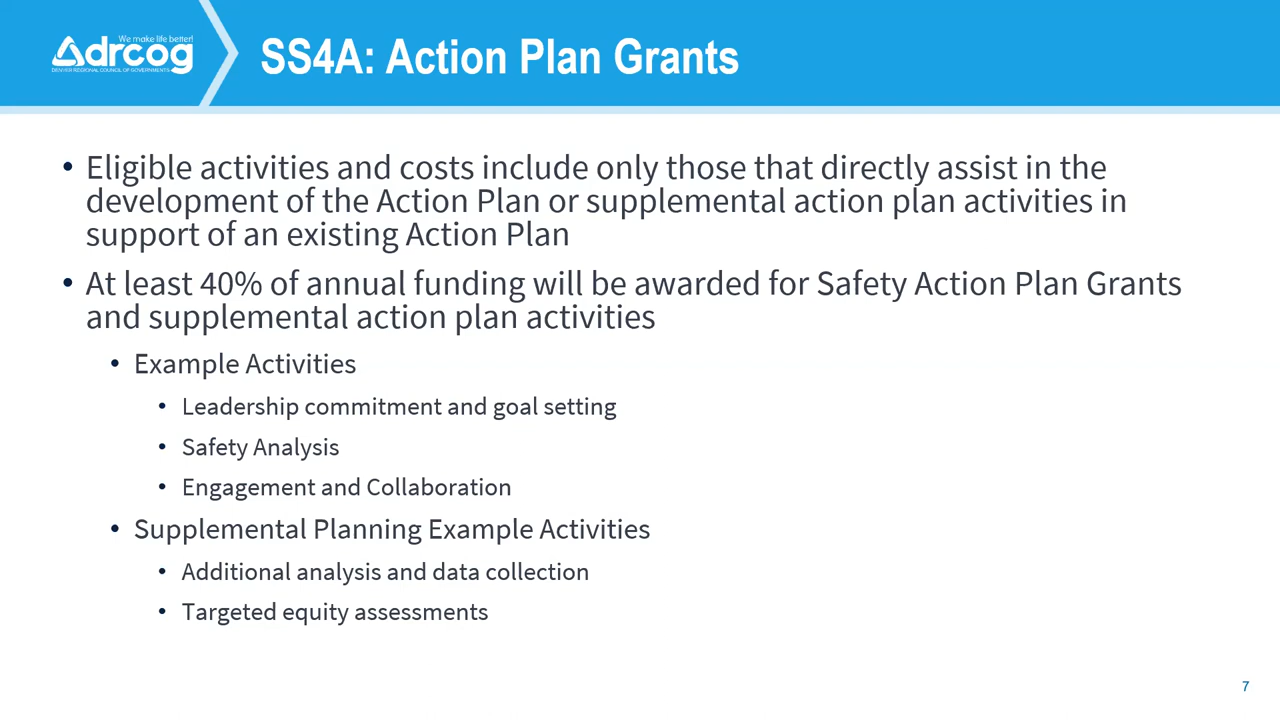 We make life better!
drcog
DENVER REGIONAL COUNCIL OF GOVERNMENTS
SS4A: Action Plan Grants
• Eligible activities and costs include only those that directly assist in the
development of the Action Plan or supplemental action plan activities in
support of an existing Action Plan
• At least 40% of annual funding will be awarded for Safety Action Plan Grants
and supplemental action plan activities
• Example Activities
• Leadership commitment and goal setting
• Safety Analysis
• Engagement and Collaboration
• Supplemental Planning Example Activities
• Additional analysis and data collection
• Targeted equity assessments
7